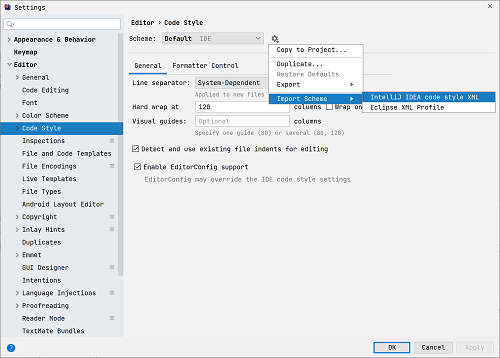 Settings
Editor › Code Style
Appearance & Behavior
Keymap
Editor
General
Code Editing
Font
Color Scheme
Code Style
Inspections
File and Code Templates
File Encodings
Live Templates
File Types
Android Layout Editor
Copyright
Inlay Hints
Duplicates
Emmet
GUI Designer
Intentions
Language Injections
Proofreading
Reader Mode
TextMate Bundles
Scheme: Default IDE
Copy to Project...
Duplicate...
Restore Defaults
Export
Import Scheme
IntelliJ IDEA code style XML
Eclipse XML Profile
General Formatter Control
Line separator: System-Dependent
Applied to new files
Hard wrap at 120 columns Wrap on
Visual guides: Optional columns
Specify one guide (80) or several (80, 120)
Detect and use existing file indents for editing
Enable EditorConfig support
EditorConfig may override the IDE code style settings
? OK Cancel Apply